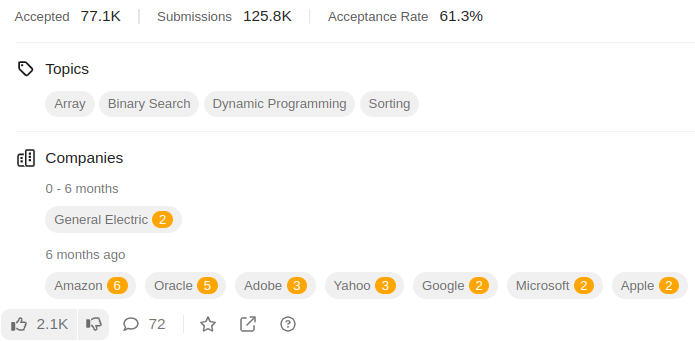 Accepted 77.1K Submissions 125.8K Acceptance Rate 61.3%
Topics
Array Binary Search Dynamic Programming Sorting
Companies
0 - 6 months
General Electric 2
6 months ago
Amazon 6 Oracle 5 Adobe 3 Yahoo 3 Google 2 Microsoft 2 Apple 2
2.1K 72